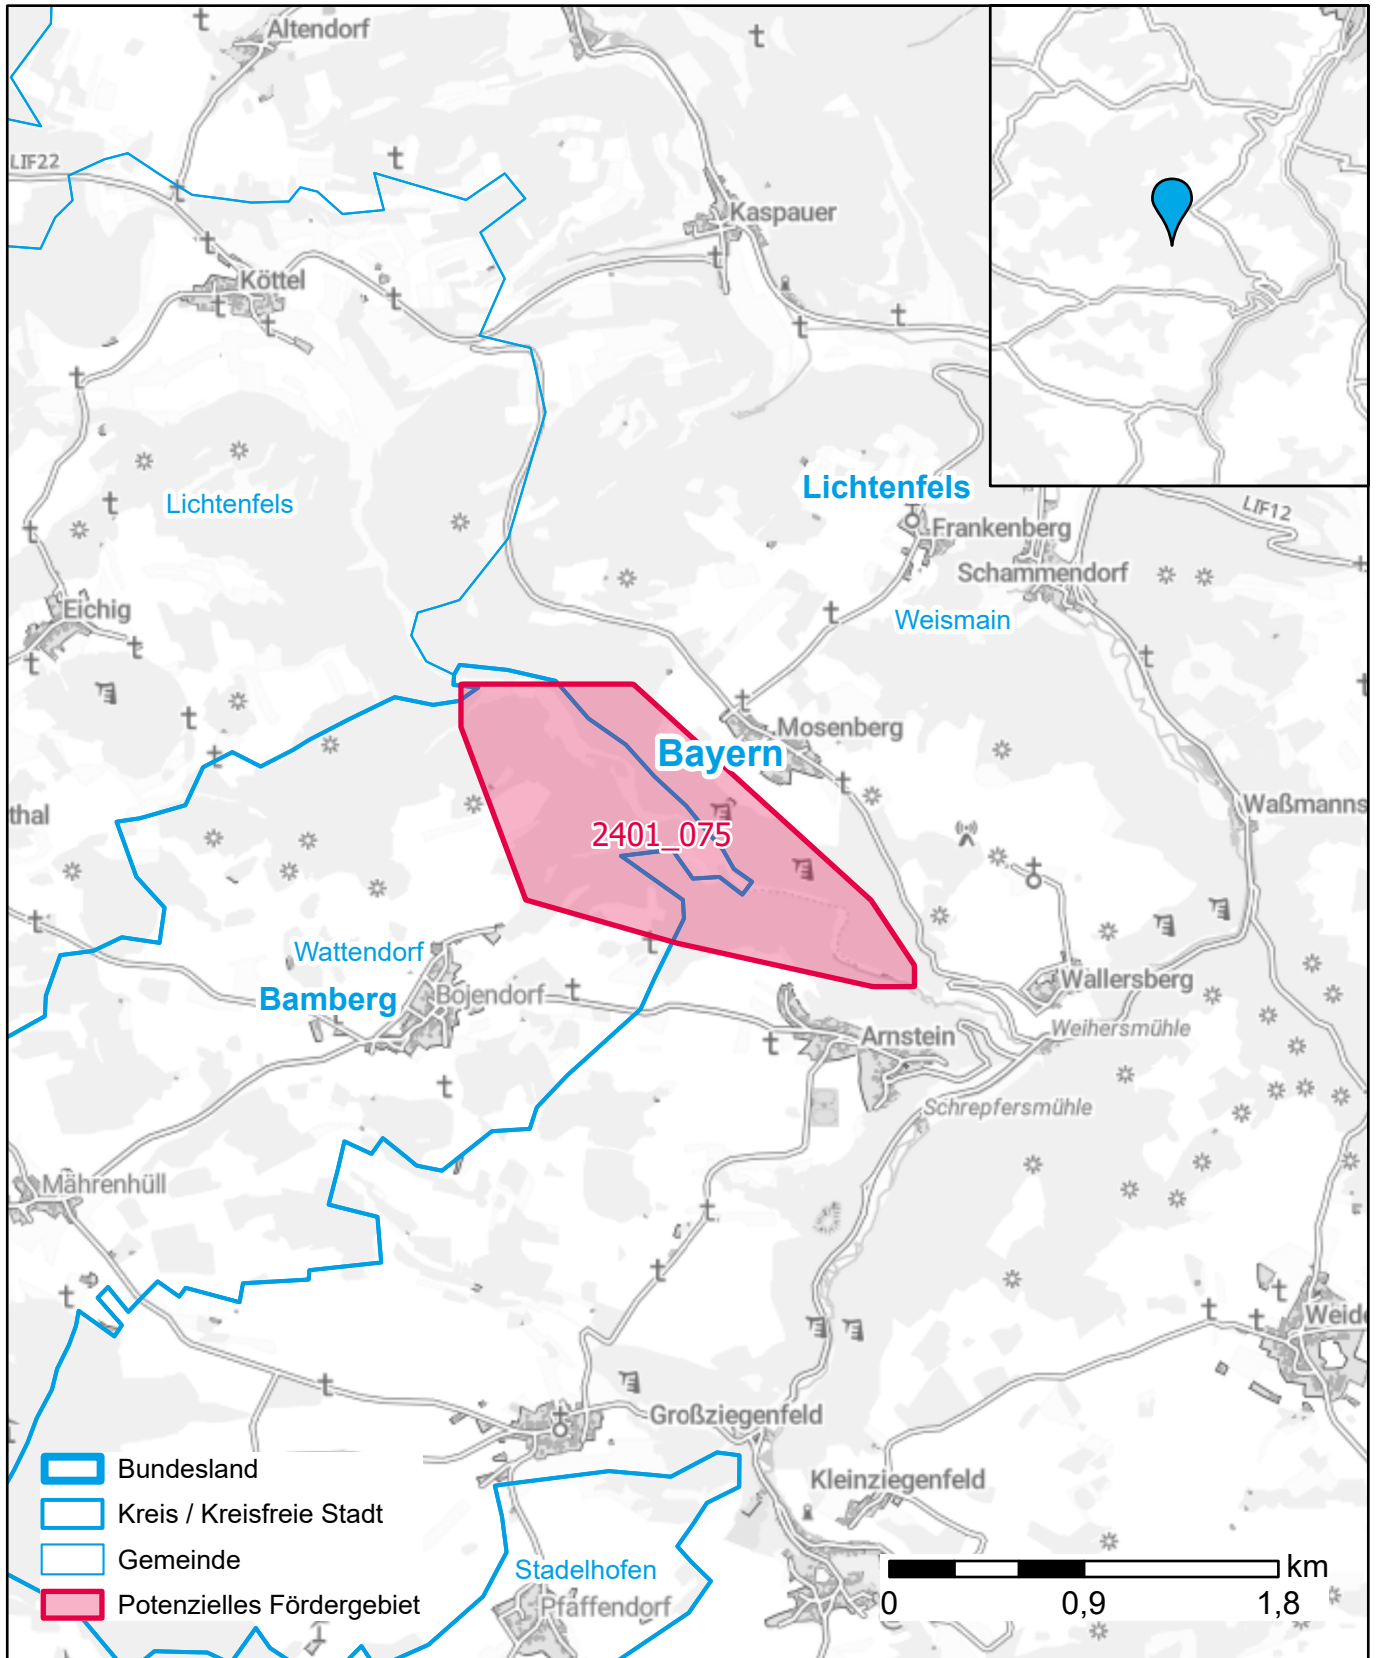 Altendorf
LIF22
Kaspauer
Köttel
Lichtenfels
Lichtenfels
LIF12
Frankenberg
Schammendorf
Eichig
Weismain
Mosenberg
Bayern
thal
Waßmanns
2401_075
Wattendorf
Bamberg
Bojendorf
Wallersberg
Weihersmühle
Arnstein
Schrepfersmühle
Mährenhüll
Weide
Großziegenfeld
Kleinziegenfeld
Stadelhofen
Pfaffendorf
Bundesland
Kreis / Kreisfreie Stadt
Gemeinde
Potenzielles Fördergebiet
km
0 0,9 1,8